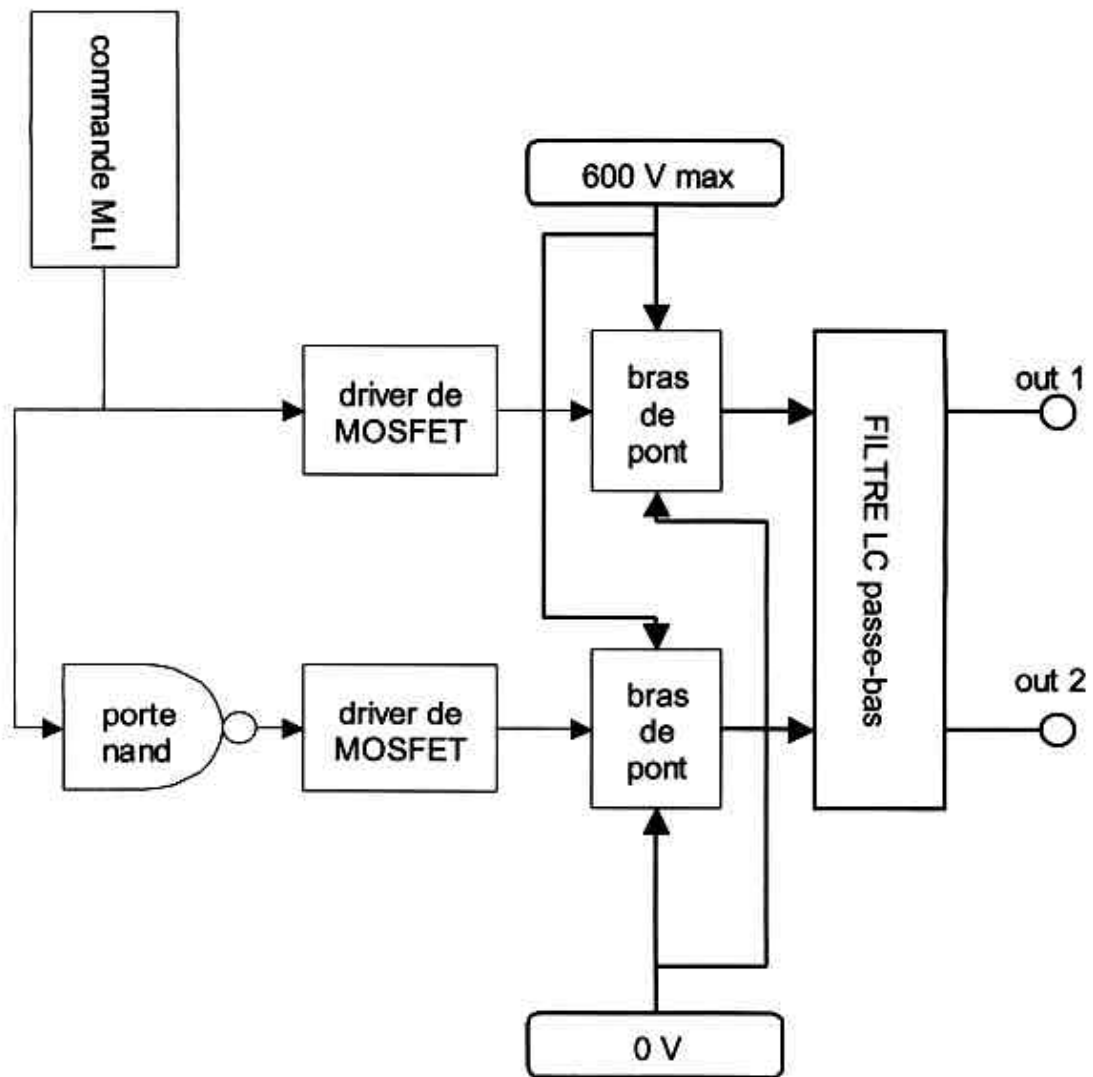 commande MLI
600 V max
driver de
MOSFET
bras
de
pont
FILTRE LC passe-bas
out 1
porte
nand
driver de
MOSFET
bras
de
pont
out 2
0 V